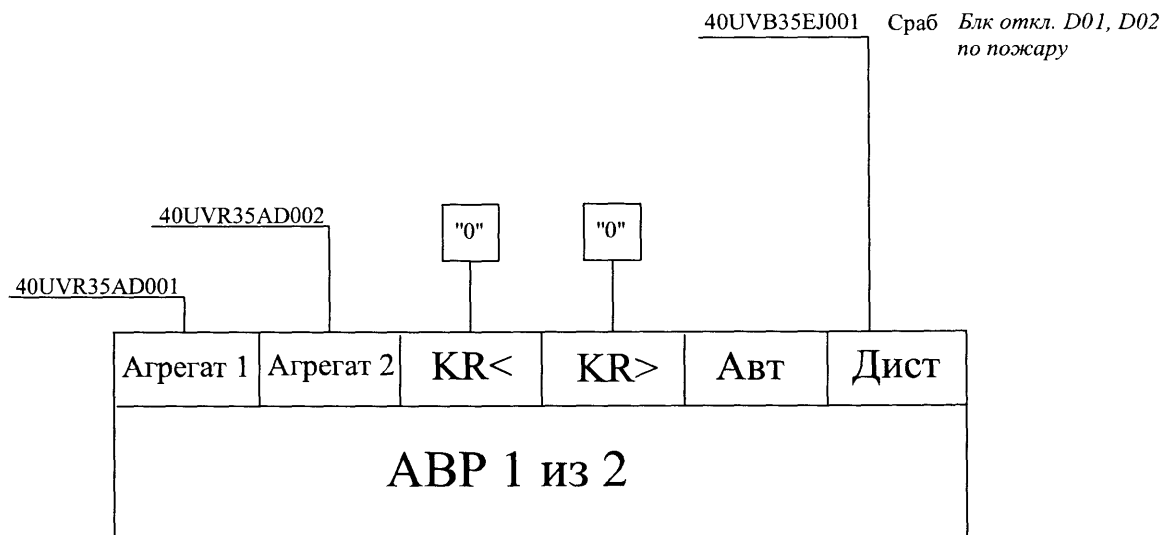 40UVB35EJ001 Сраб Блк откл. D01, D02
по пожару
40UVR35AD002
"0" "0"
40UVR35AD001
Агрегат 1 Агрегат 2 KR< KR> Авт Дист
АВР 1 из 2